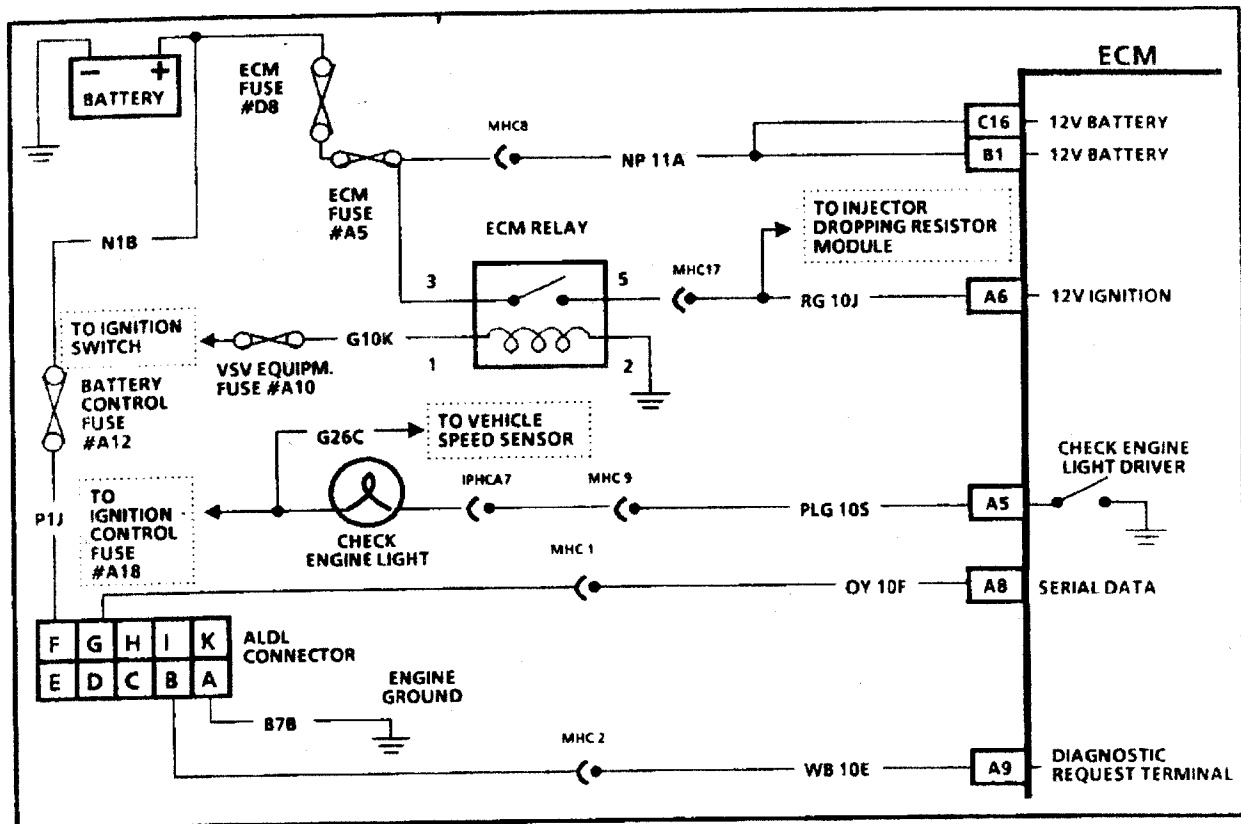 ECM
− +
BATTERY
ECM
FUSE
#D8
MHC8
NP 11A
C16
12V BATTERY
B1
12V BATTERY
ECM
FUSE
#A5
ECM RELAY
TO INJECTOR
DROPPING RESISTOR
MODULE
N1B
3
5
MHC17
RG 10J
A6
12V IGNITION
TO IGNITION
SWITCH
G10K
1
2
VSV EQUIPM.
FUSE #A10
BATTERY
CONTROL
FUSE
#A12
G26C
TO VEHICLE
SPEED SENSOR
CHECK ENGINE
LIGHT DRIVER
P1J
TO
IGNITION
CONTROL
FUSE
#A18
IPHCA7
MHC 9
PLG 10S
A5
CHECK
ENGINE LIGHT
MHC 1
OY 10F
A8
SERIAL DATA
F G H I K
E D C B A
ALDL
CONNECTOR
ENGINE
GROUND
B7B
MHC 2
WB 10E
A9
DIAGNOSTIC
REQUEST TERMINAL